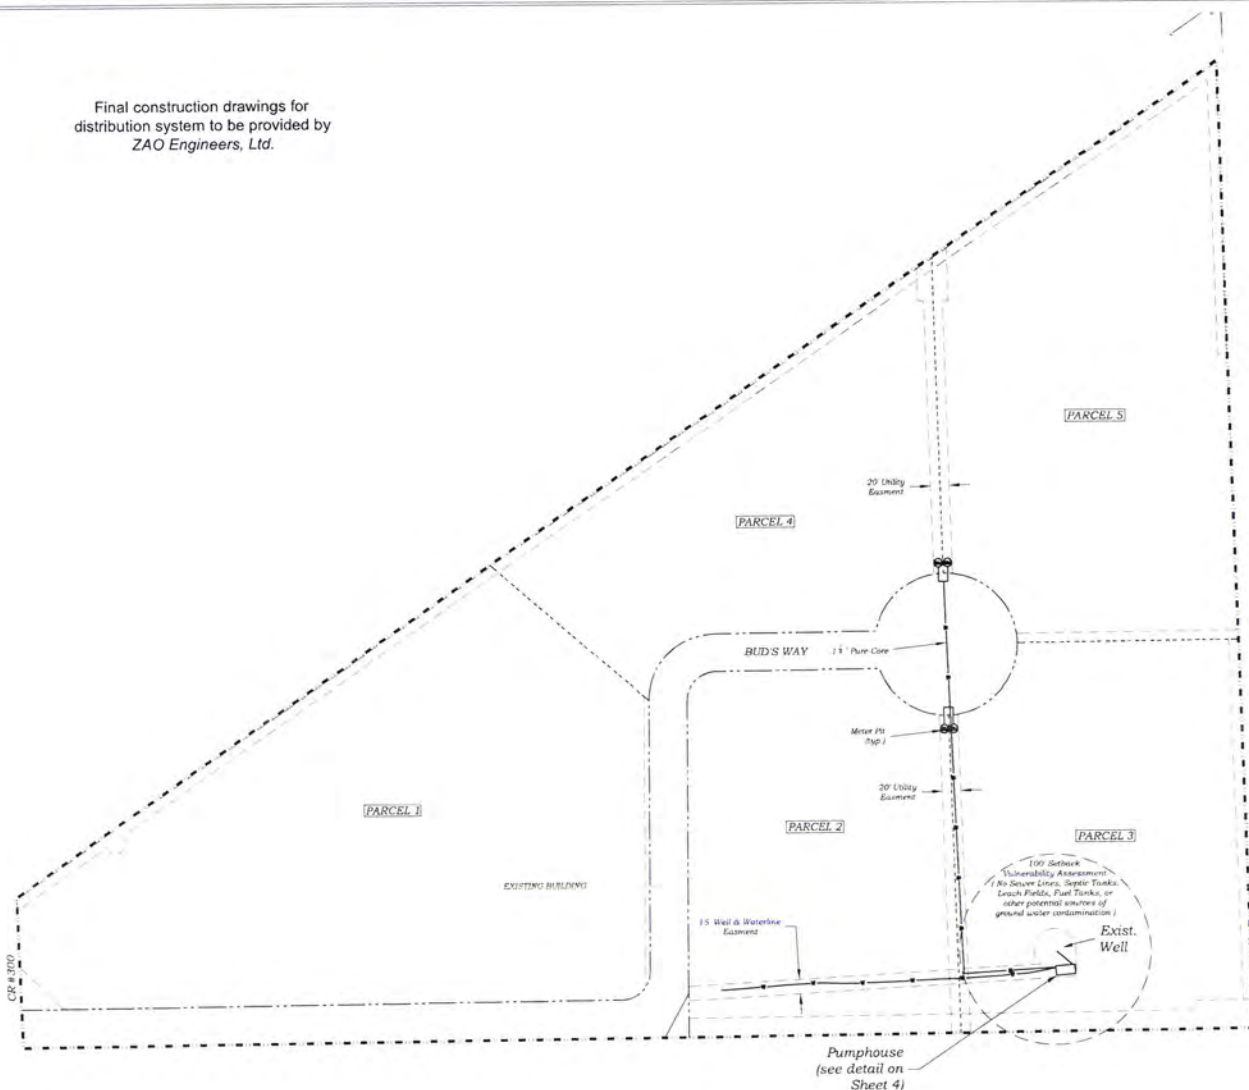 Final construction drawings for
distribution system to be provided by
ZAO Engineers, Ltd.
PARCEL 5
20' Utility
Easment
PARCEL 4
BUD'S WAY
Pure Core
Meter Pit
(typ.)
20' Utility
Easment
PARCEL 1
PARCEL 2
PARCEL 3
100' Setback
Vulnerability Assessment
( No Sewer Lines, Septic Tanks,
Leach Fields, Fuel Tanks, or
other potential sources of
ground water contamination )
EXISTING BUILDING
15' Well & Waterline
Easment
Exist.
Well
CR #300
Pumphouse
(see detail on
Sheet 4)